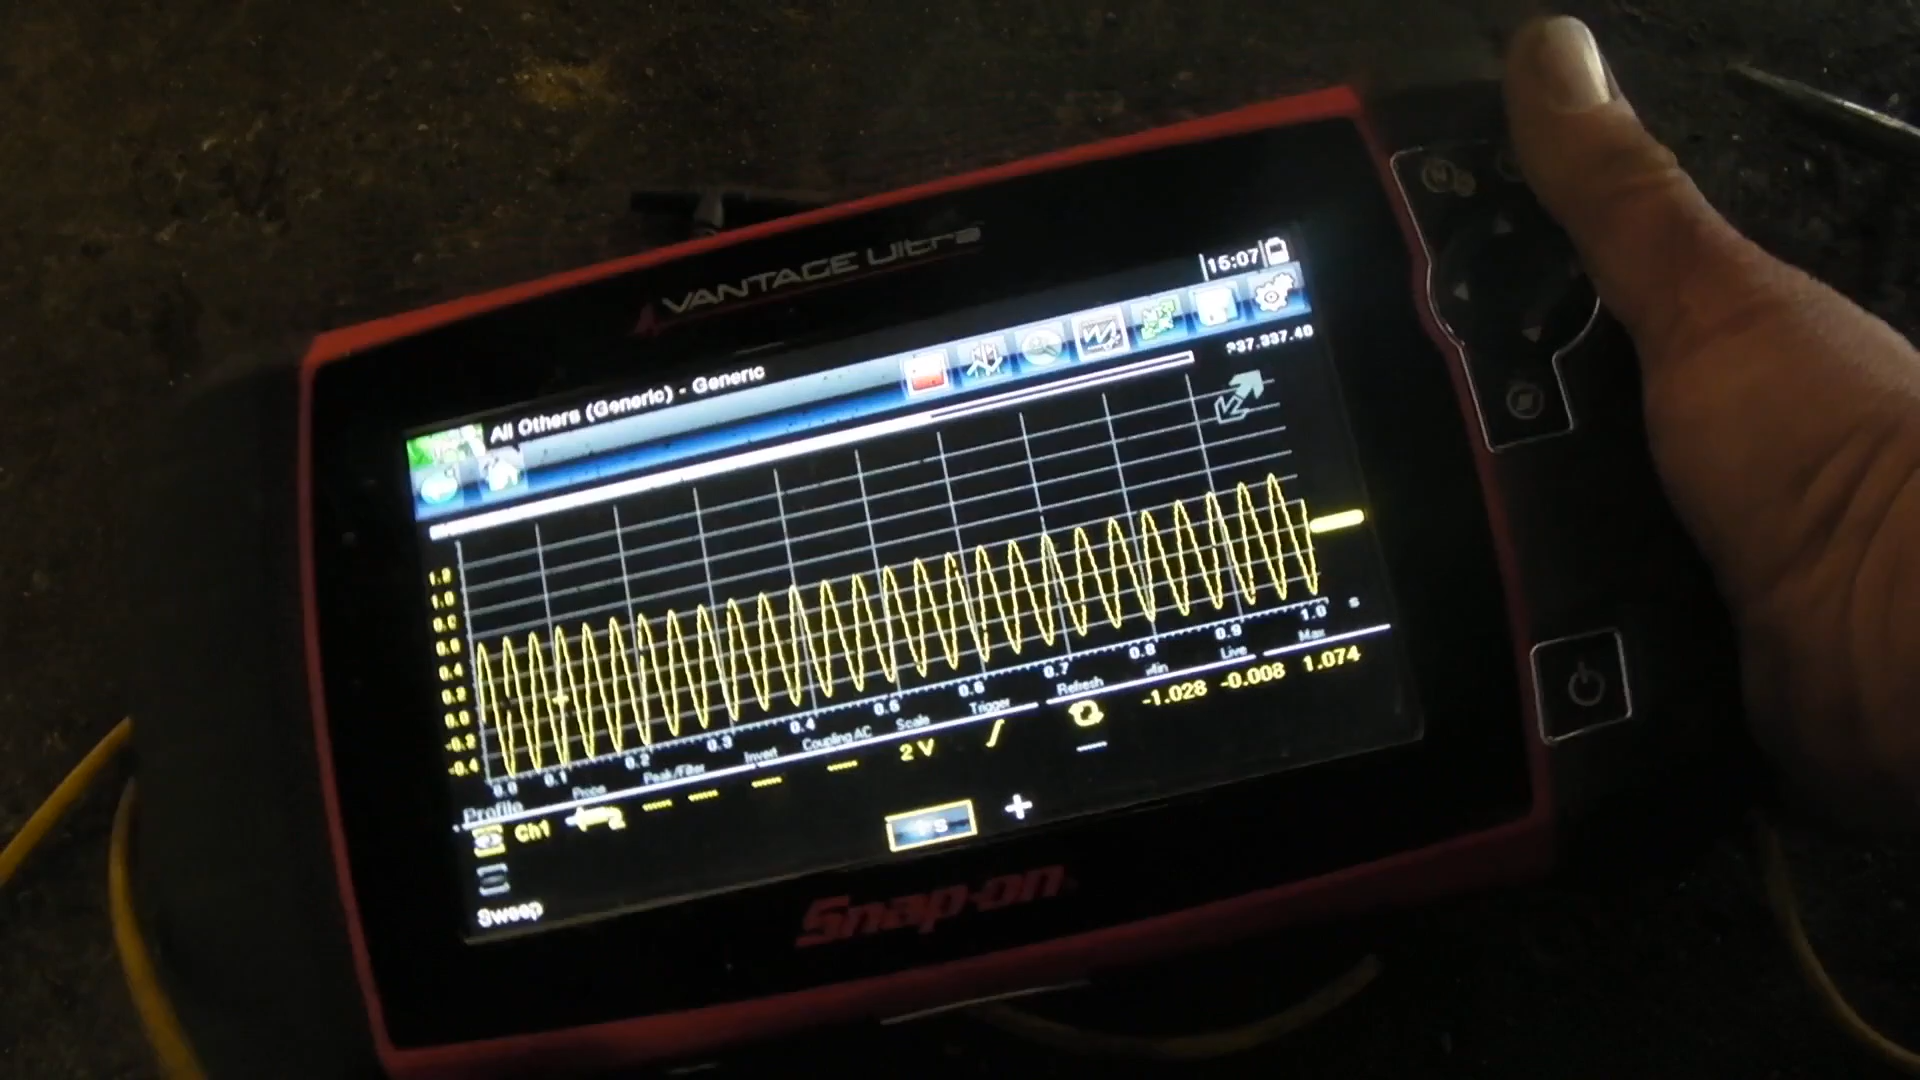 VANTAGE Ultra
15:07
All Others (Generic) - Generic
1.0
0.6
0.4
0.2
0.0
-0.2
-0.4
0.0 0.1 0.2 0.3 0.4 0.5 0.6 0.7 0.8 0.9 1.0 s
Profile Probe Peak/Filter Invert Coupling AC Scale Trigger Refresh Min Live Max
Ch1 2 V -1.028 -0.008 1.074
Sweep
Snap-on